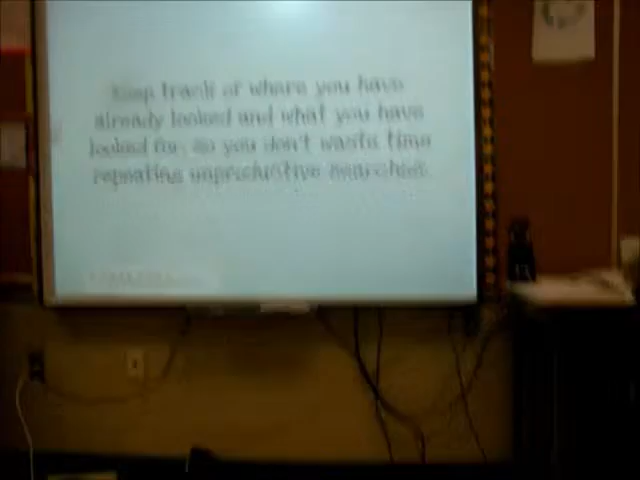 Keep track of where you have
already looked and what you have
looked for, so you don't waste time
repeating unproductive searches.